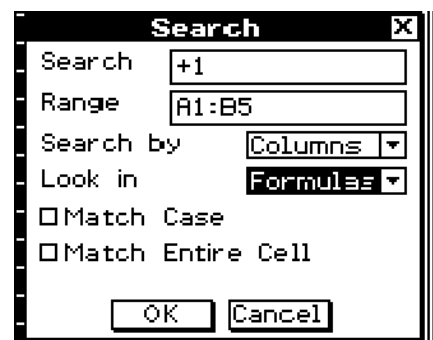 Search X
Search +1
Range A1:B5
Search by Columns
Look in Formulas
Match Case
Match Entire Cell
OK Cancel